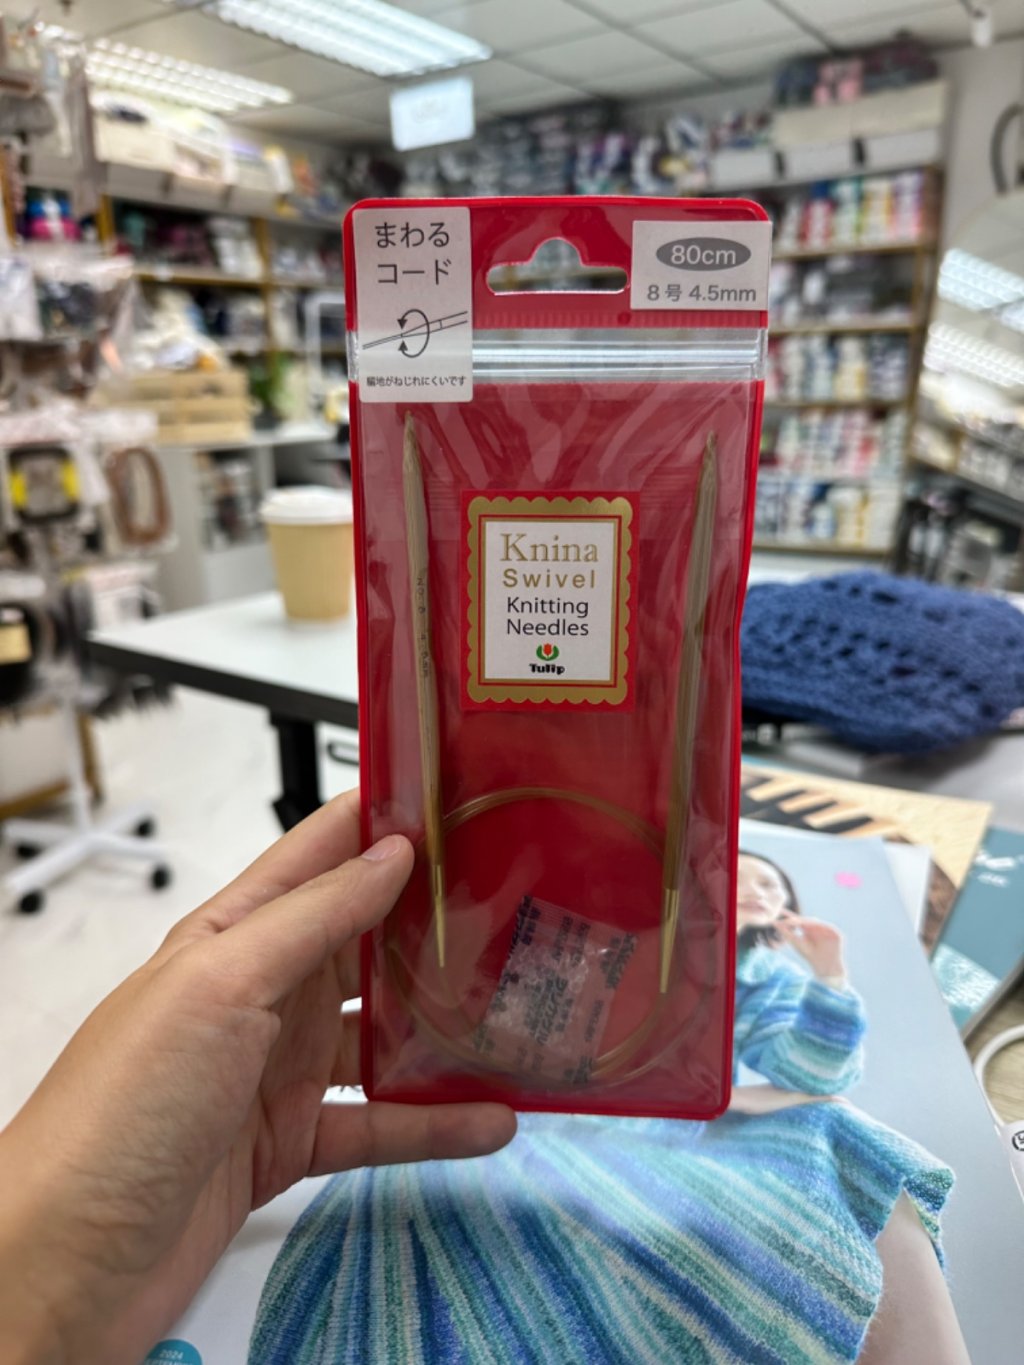 まわる
コード
編地がねじれにくいです
80cm
8号 4.5mm
Knina
Swivel
Knitting
Needles
Tulip
2024